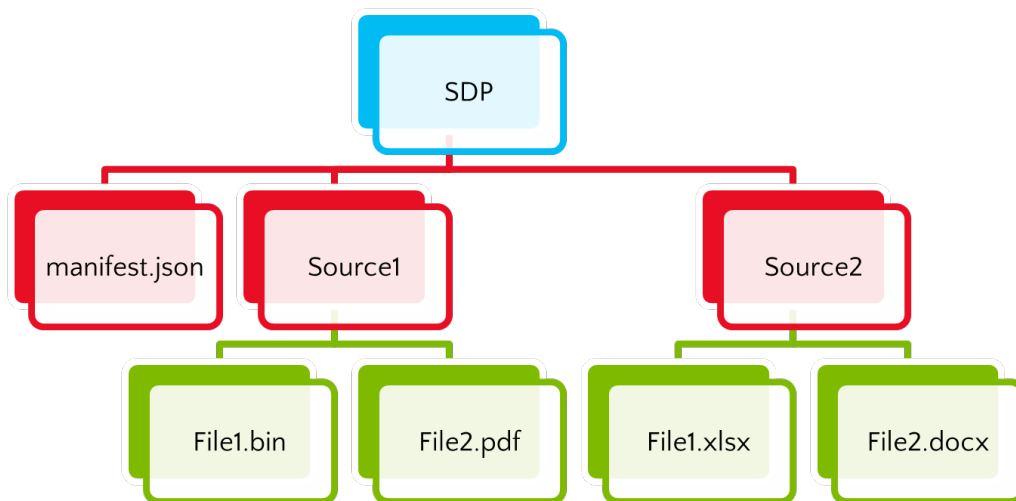 SDP
manifest.json
Source1
Source2
File1.bin
File2.pdf
File1.xlsx
File2.docx